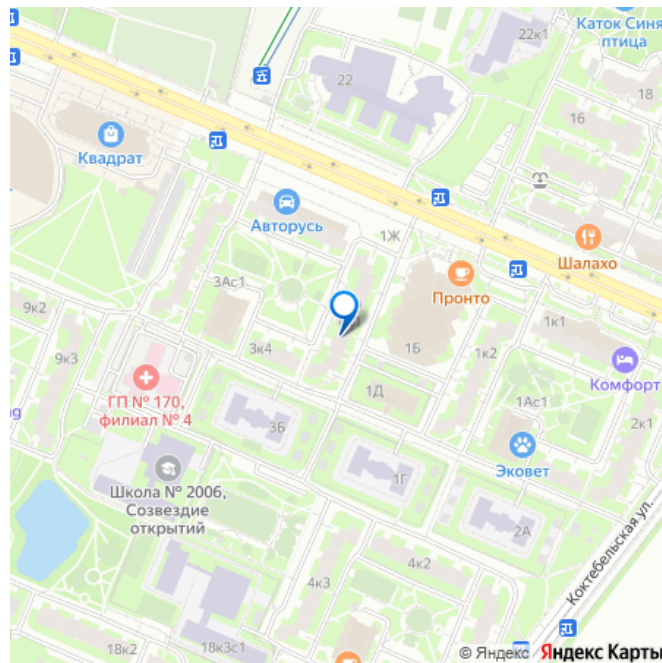 22к1
Каток Синя
птица
22
18
16
Квадрат
Авторусь
1Ж
Шалахо
3Ас1
Пронто
9к2
1к1
1Б
3к4
1к2
9к3
Комфорт
ГП № 170,
филиал № 4
1Д
1Ас1
2к1
ng
3Б
Эковет
Школа № 2006,
Созвездие
открытий
1Г
2А
Коктебельская ул.
4к2
4к3
18к2
18к3с1
© Яндекс Яндекс Карты